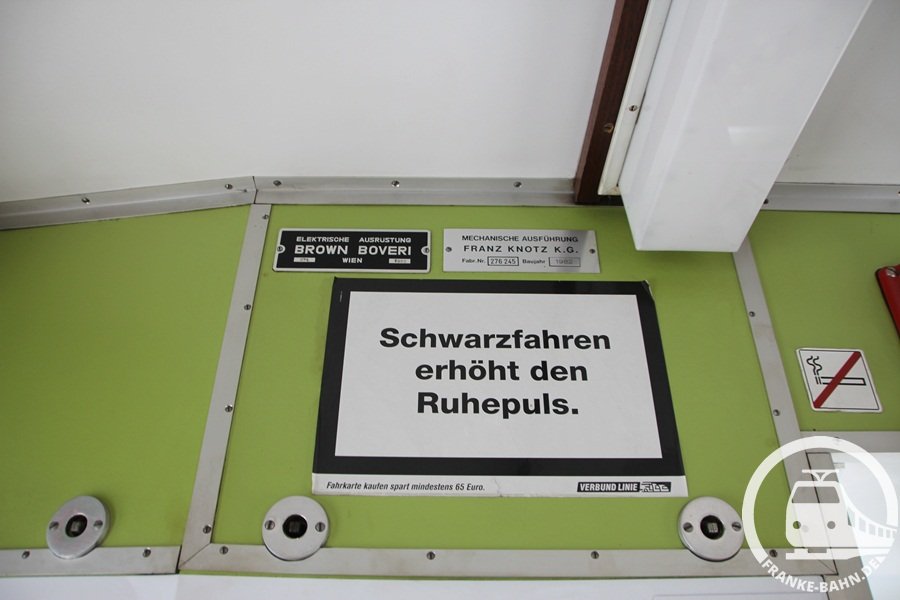 ELEKTRISCHE AUSRÜSTUNG
BROWN BOVERI
WIEN
MECHANISCHE AUSFÜHRUNG
FRANZ KNOTZ K.G.
Fabr.Nr. 276 245 Baujahr 1982
Schwarzfahren
erhöht den
Ruhepuls.
Fahrkarte kaufen spart mindestens 65 Euro.
VERBUND LINIE
FRANKE-BAHN.DE